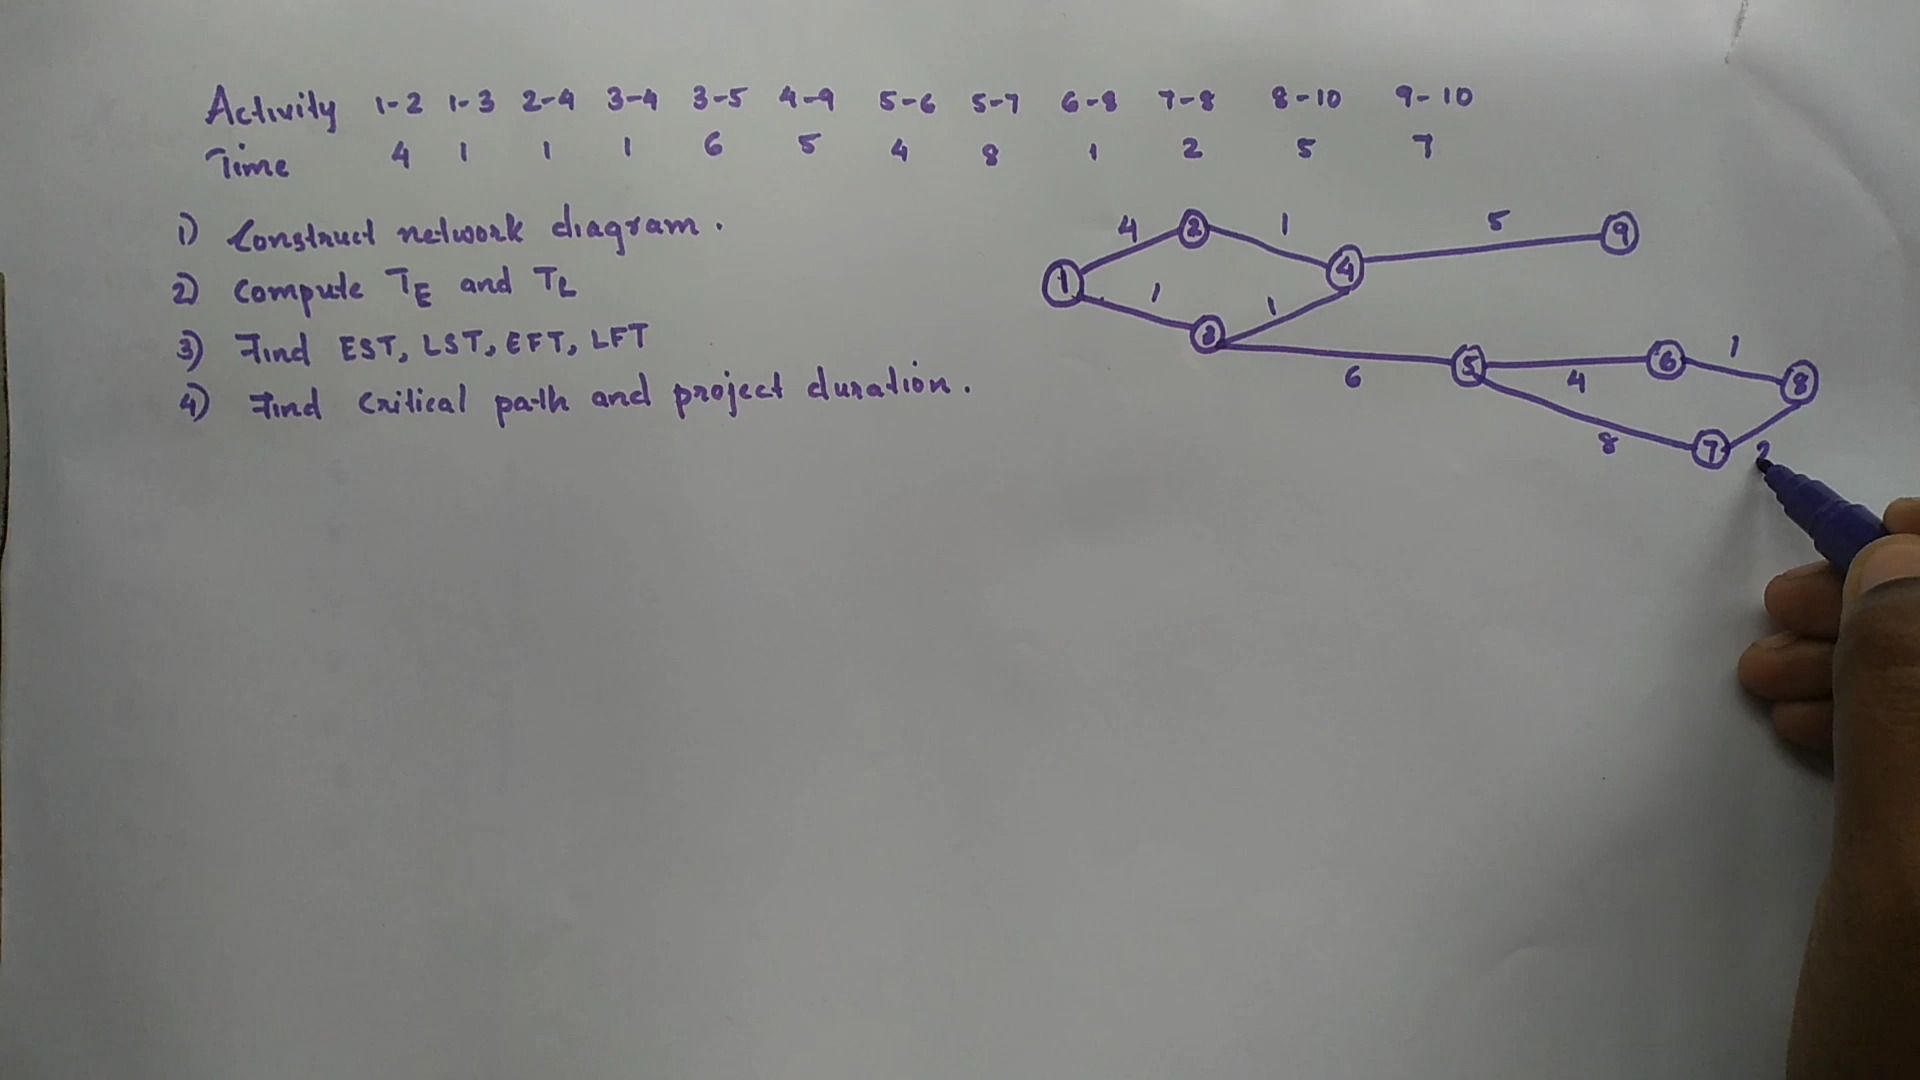 Activity 1-2 1-3 2-4 3-4 3-5 4-9 5-6 5-7 6-8 7-8 8-10 9-10
Time 4 1 1 1 6 5 4 8 1 2 5 7
1) Construct network diagram.
2) Compute TE and TL
3) Find EST, LST, EFT, LFT
4) Find Critical path and project duration.
4 2 1 5 9
1 1 1 4
3 6 5 4 6 1 8
8 7 2